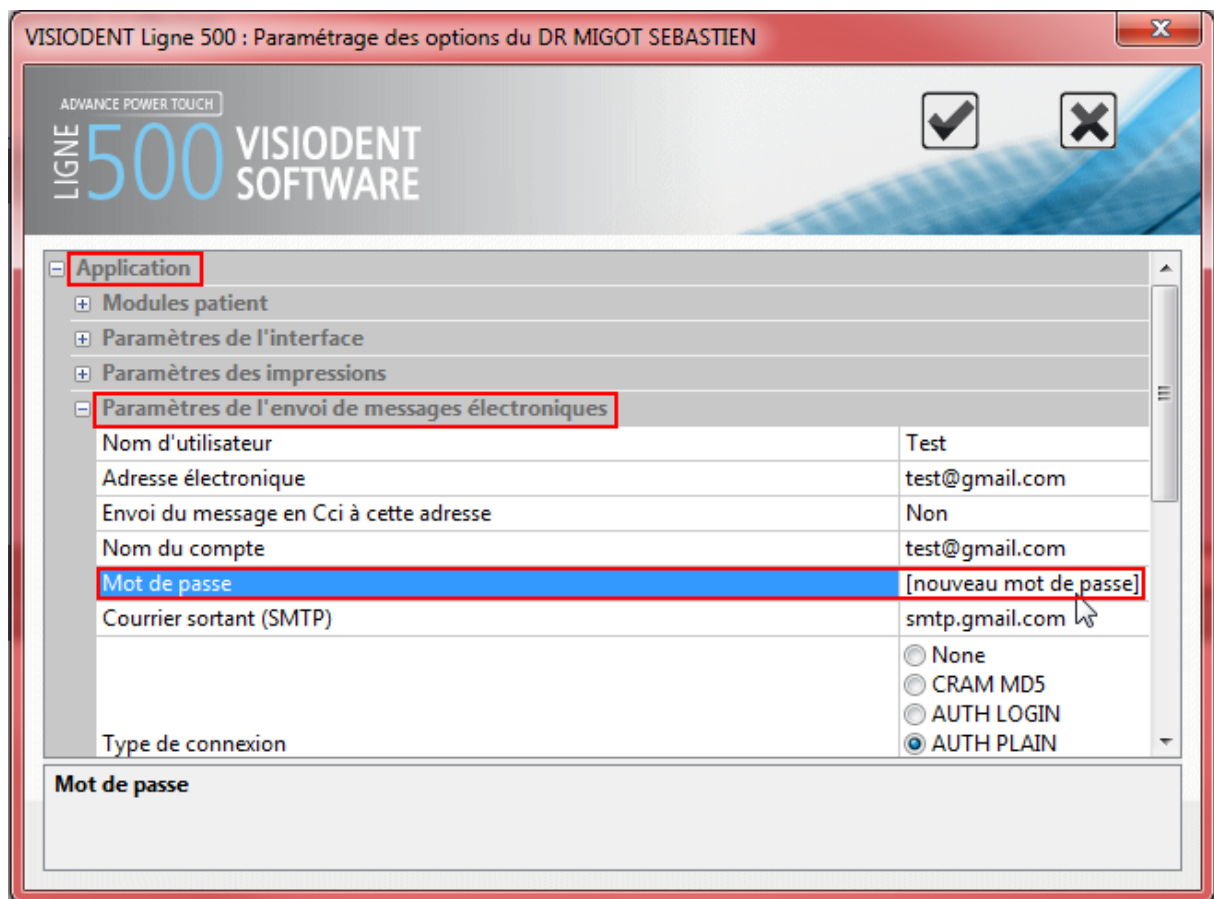 VISIODENT Ligne 500 : Paramétrage des options du DR MIGOT SEBASTIEN
ADVANCE POWER TOUCH
LIGNE 500 VISIODENT SOFTWARE
Application
Modules patient
Paramètres de l'interface
Paramètres des impressions
Paramètres de l'envoi de messages électroniques
Nom d'utilisateur Test
Adresse électronique test@gmail.com
Envoi du message en Cci à cette adresse Non
Nom du compte test@gmail.com
Mot de passe [nouveau mot de passe]
Courrier sortant (SMTP) smtp.gmail.com
None
CRAM MD5
AUTH LOGIN
Type de connexion AUTH PLAIN
Mot de passe